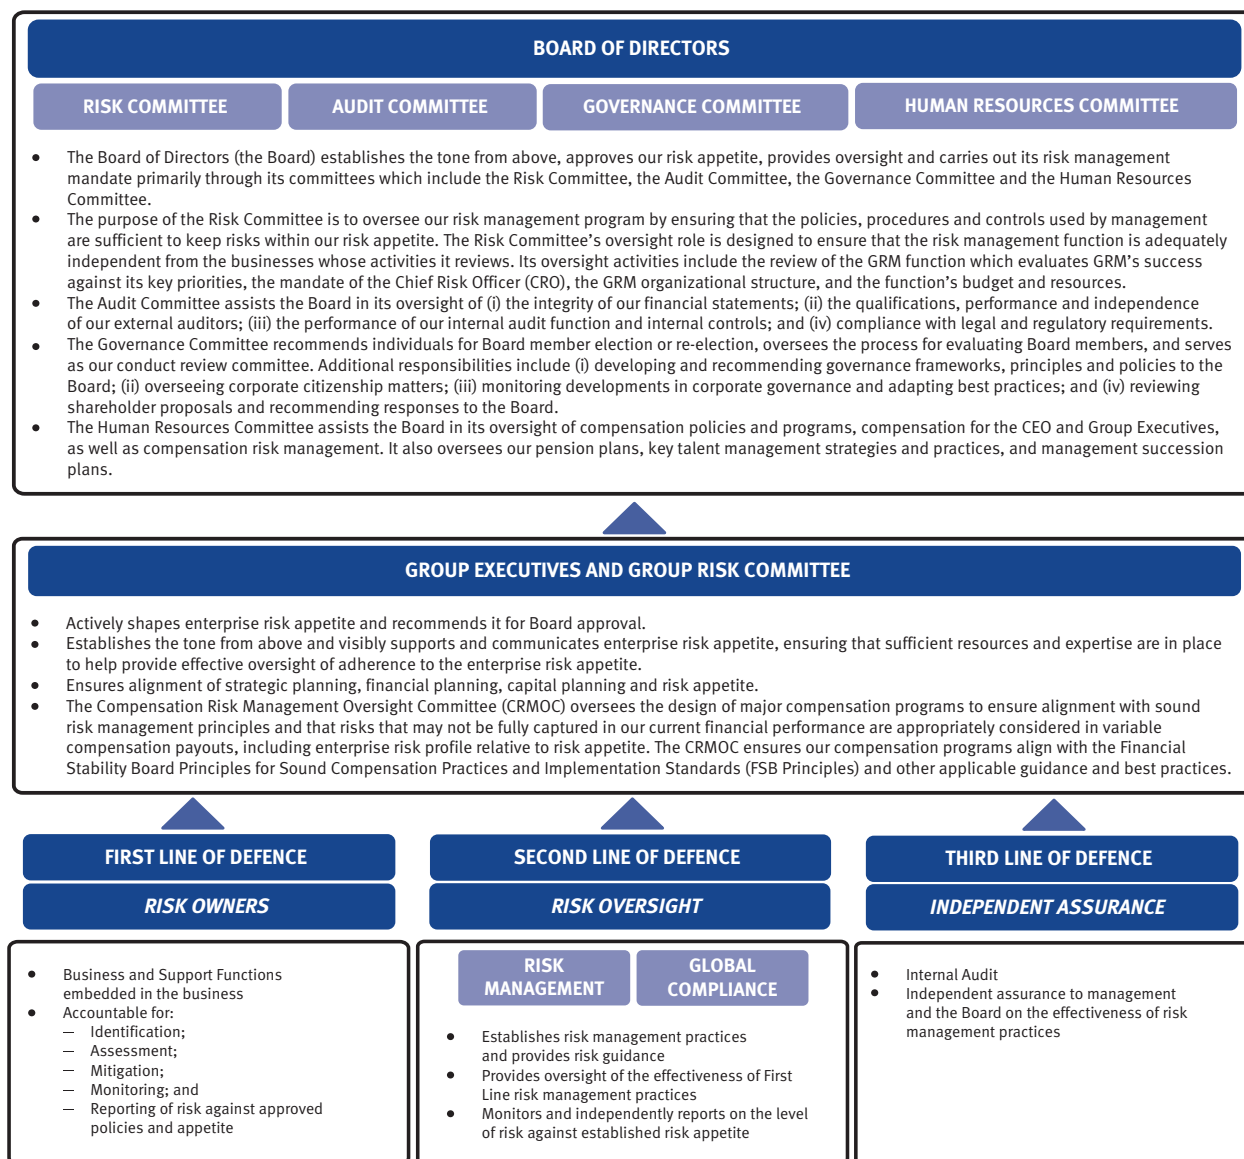 BOARD OF DIRECTORS
RISK COMMITTEE
AUDIT COMMITTEE
GOVERNANCE COMMITTEE
HUMAN RESOURCES COMMITTEE
• The Board of Directors (the Board) establishes the tone from above, approves our risk appetite, provides oversight and carries out its risk management
mandate primarily through its committees which include the Risk Committee, the Audit Committee, the Governance Committee and the Human Resources
Committee.
• The purpose of the Risk Committee is to oversee our risk management program by ensuring that the policies, procedures and controls used by management
are sufficient to keep risks within our risk appetite. The Risk Committee’s oversight role is designed to ensure that the risk management function is adequately
independent from the businesses whose activities it reviews. Its oversight activities include the review of the GRM function which evaluates GRM’s success
against its key priorities, the mandate of the Chief Risk Officer (CRO), the GRM organizational structure, and the function’s budget and resources.
• The Audit Committee assists the Board in its oversight of (i) the integrity of our financial statements; (ii) the qualifications, performance and independence
of our external auditors; (iii) the performance of our internal audit function and internal controls; and (iv) compliance with legal and regulatory requirements.
• The Governance Committee recommends individuals for Board member election or re-election, oversees the process for evaluating Board members, and serves
as our conduct review committee. Additional responsibilities include (i) developing and recommending governance frameworks, principles and policies to the
Board; (ii) overseeing corporate citizenship matters; (iii) monitoring developments in corporate governance and adapting best practices; and (iv) reviewing
shareholder proposals and recommending responses to the Board.
• The Human Resources Committee assists the Board in its oversight of compensation policies and programs, compensation for the CEO and Group Executives,
as well as compensation risk management. It also oversees our pension plans, key talent management strategies and practices, and management succession
plans.
GROUP EXECUTIVES AND GROUP RISK COMMITTEE
• Actively shapes enterprise risk appetite and recommends it for Board approval.
• Establishes the tone from above and visibly supports and communicates enterprise risk appetite, ensuring that sufficient resources and expertise are in place
to help provide effective oversight of adherence to the enterprise risk appetite.
• Ensures alignment of strategic planning, financial planning, capital planning and risk appetite.
• The Compensation Risk Management Oversight Committee (CRMOC) oversees the design of major compensation programs to ensure alignment with sound
risk management principles and that risks that may not be fully captured in our current financial performance are appropriately considered in variable
compensation payouts, including enterprise risk profile relative to risk appetite. The CRMOC ensures our compensation programs align with the Financial
Stability Board Principles for Sound Compensation Practices and Implementation Standards (FSB Principles) and other applicable guidance and best practices.
FIRST LINE OF DEFENCE
RISK OWNERS
• Business and Support Functions
embedded in the business
• Accountable for:
— Identification;
— Assessment;
— Mitigation;
— Monitoring; and
— Reporting of risk against approved
policies and appetite
SECOND LINE OF DEFENCE
RISK OVERSIGHT
RISK
MANAGEMENT
GLOBAL
COMPLIANCE
• Establishes risk management practices
and provides risk guidance
• Provides oversight of the effectiveness of First
Line risk management practices
• Monitors and independently reports on the level
of risk against established risk appetite
THIRD LINE OF DEFENCE
INDEPENDENT ASSURANCE
• Internal Audit
• Independent assurance to management
and the Board on the effectiveness of risk
management practices